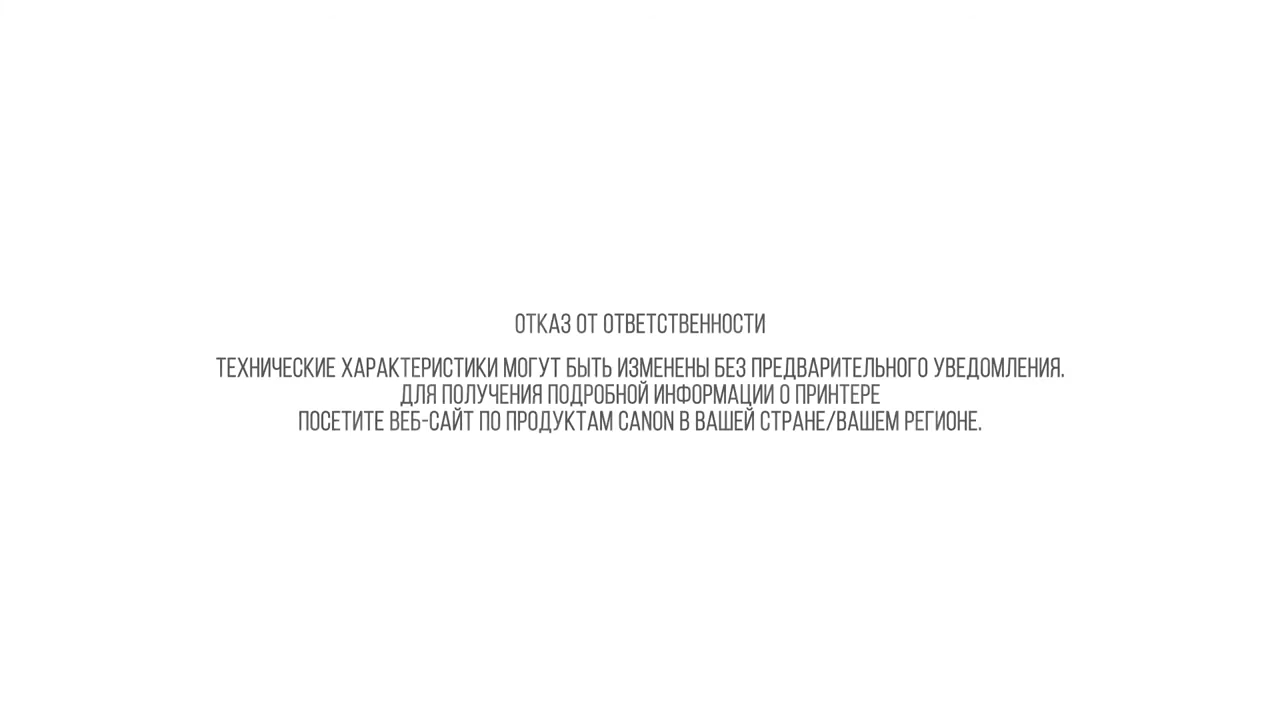 ОТКАЗ ОТ ОТВЕТСТВЕННОСТИ
ТЕХНИЧЕСКИЕ ХАРАКТЕРИСТИКИ МОГУТ БЫТЬ ИЗМЕНЕНЫ БЕЗ ПРЕДВАРИТЕЛЬНОГО УВЕДОМЛЕНИЯ.
ДЛЯ ПОЛУЧЕНИЯ ПОДРОБНОЙ ИНФОРМАЦИИ О ПРИНТЕРЕ
ПОСЕТИТЕ ВЕБ-САЙТ ПО ПРОДУКТАМ CANON В ВАШЕЙ СТРАНЕ/ВАШЕМ РЕГИОНЕ.